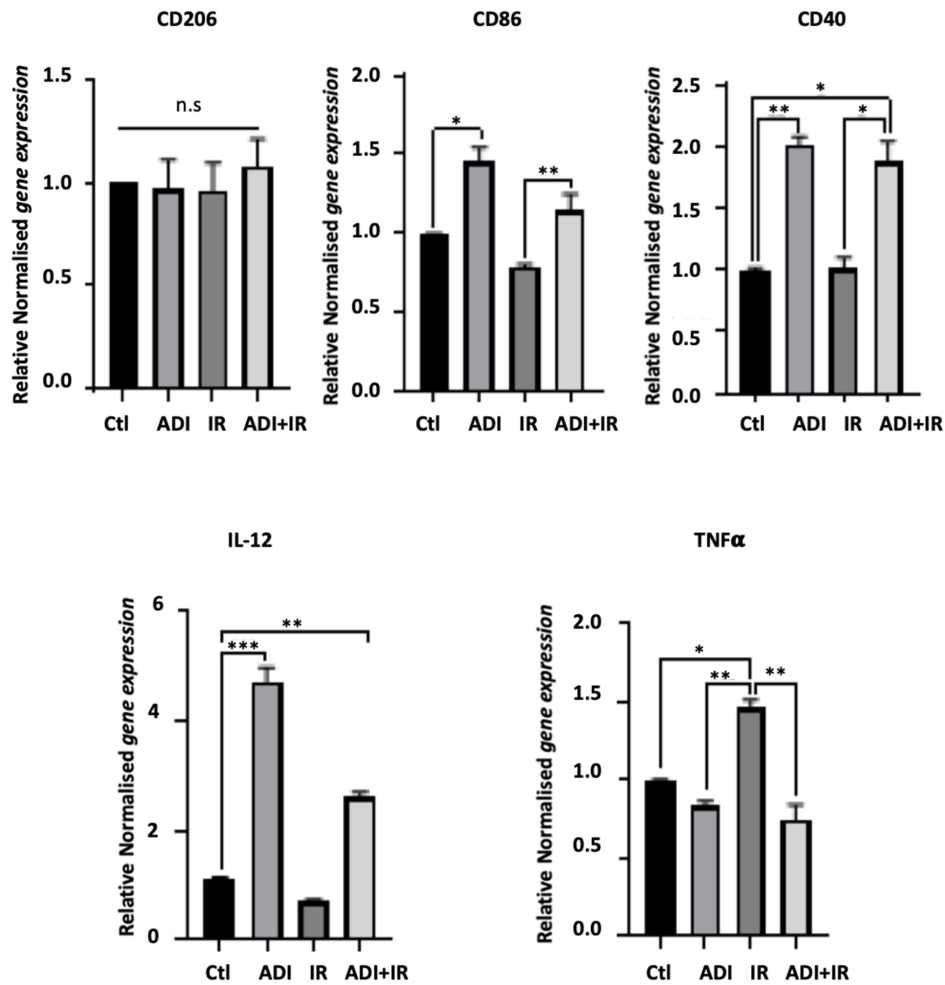 CD206
CD86
CD40
Relative Normalised gene expression
1.5
1.0
0.5
0.0
n.s
Ctl ADI IR ADI+IR
Relative Normalised gene expression
2.0
1.5
1.0
0.5
0.0
*
**
Ctl ADI IR ADI+IR
Relative Normalised gene expression
2.5
2.0
1.5
1.0
0.5
0.0
*
** *
Ctl ADI IR ADI+IR
IL-12
TNFα
Relative Normalised gene expression
6
4
2
0
**
***
Ctl ADI IR ADI+IR
Relative Normalised gene expression
2.0
1.5
1.0
0.5
0.0
*
** **
Ctl ADI IR ADI+IR